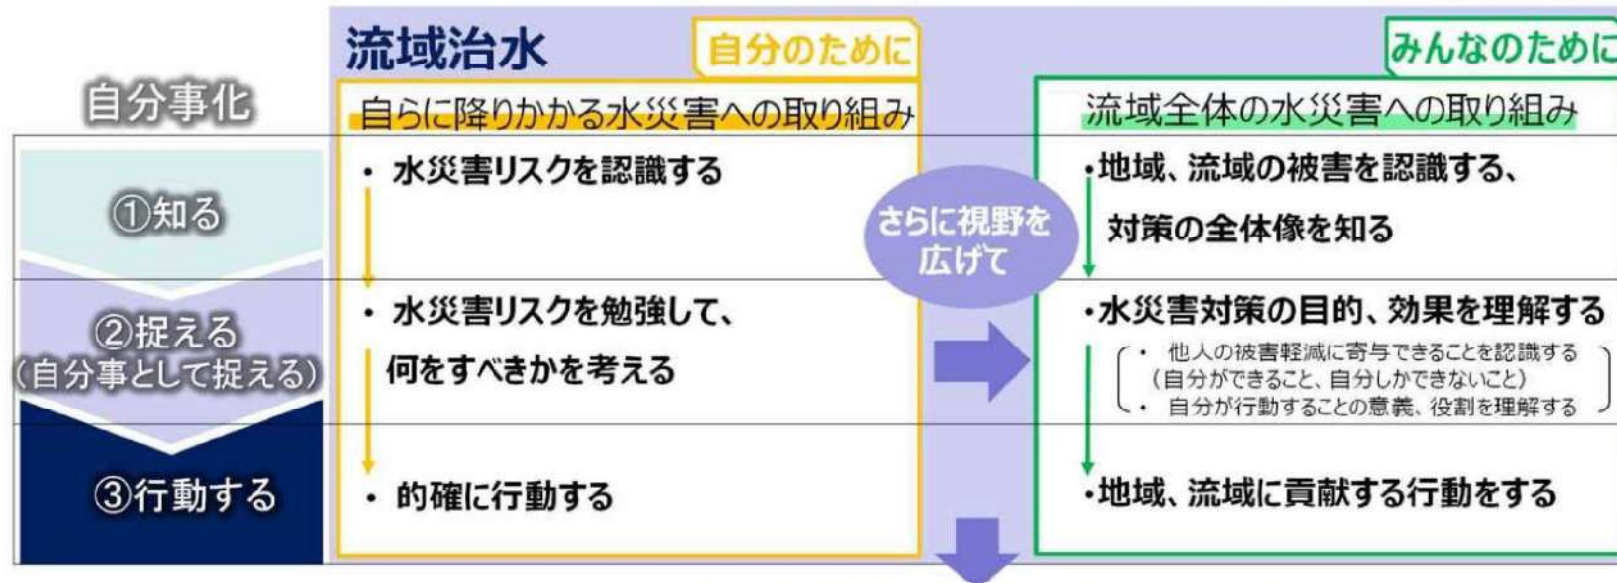 流域治水
自分のために
みんなのために
自分事化
自らに降りかかる水災害への取り組み
流域全体の水災害への取り組み
①知る
・ 水災害リスクを認識する
さらに視野を
広げて
・地域、流域の被害を認識する、
対策の全体像を知る
②捉える
(自分事として捉える)
・ 水災害リスクを勉強して、
何をすべきかを考える
・水災害対策の目的、効果を理解する
・ 他人の被害軽減に寄与できることを認識する
(自分ができること、自分しかできないこと)
・ 自分が行動することの意義、役割を理解する
③行動する
・ 的確に行動する
・地域、流域に貢献する行動をする